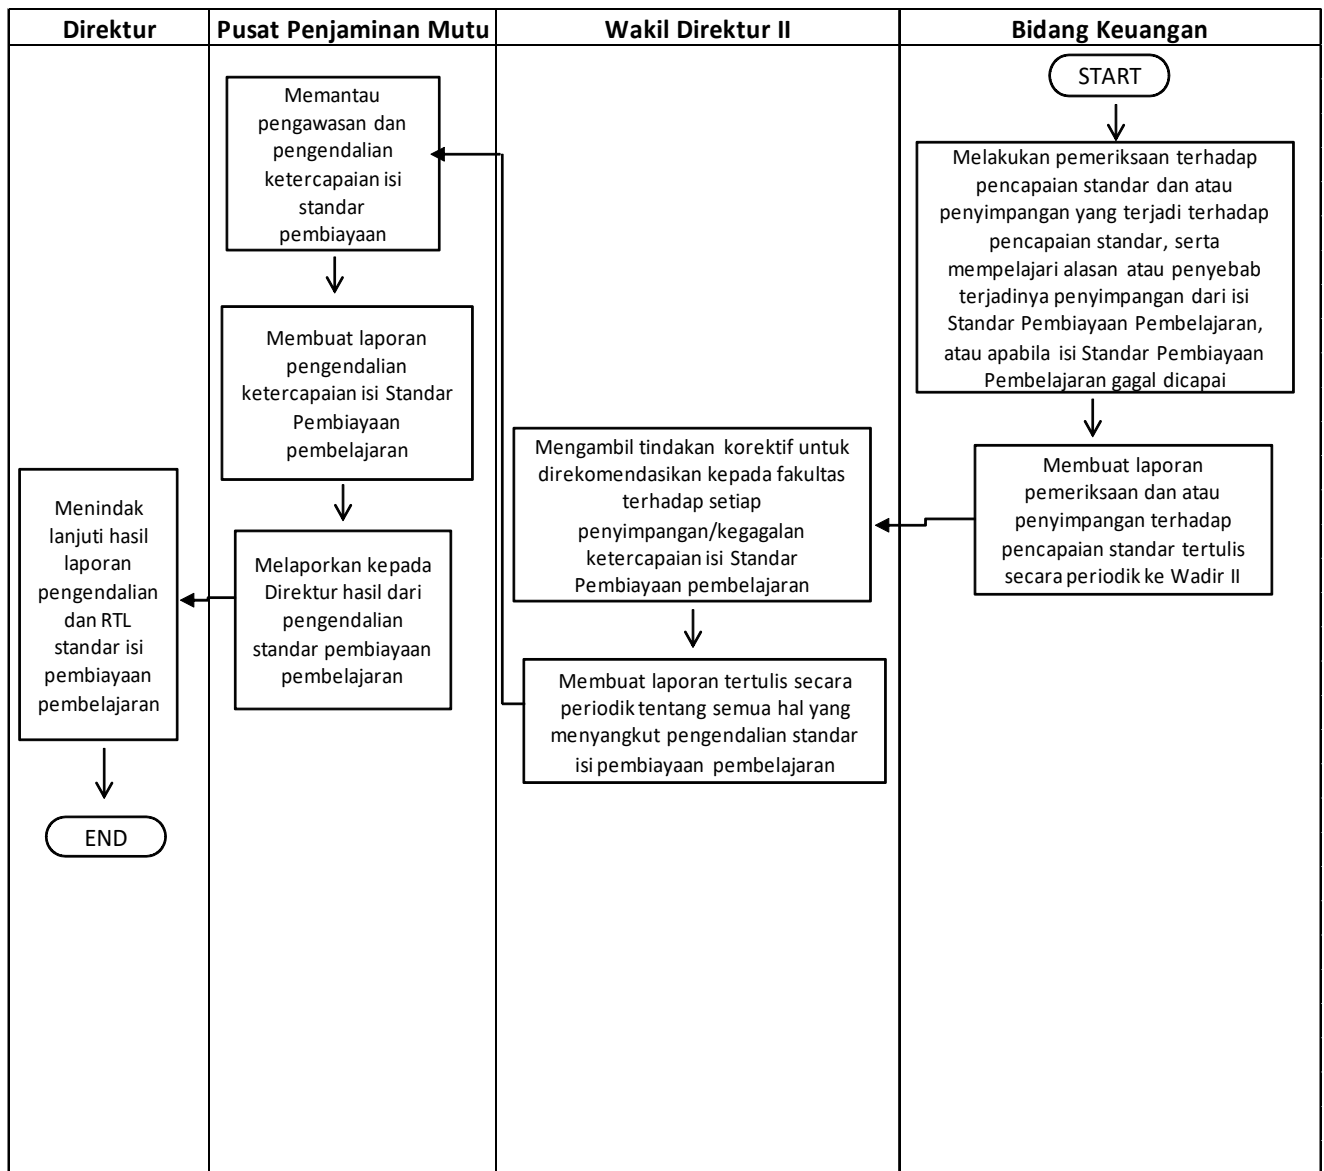 Direktur
Pusat Penjaminan Mutu
Wakil Direktur II
Bidang Keuangan
START
Melakukan pemeriksaan terhadap
pencapaian standar dan atau
penyimpangan yang terjadi terhadap
pencapaian standar, serta
mempelajari alasan atau penyebab
terjadinya penyimpangan dari isi
Standar Pembiayaan Pembelajaran,
atau apabila isi Standar Pembiayaan
Pembelajaran gagal dicapai
Membuat laporan
pemeriksaan dan atau
penyimpangan terhadap
pencapaian standar tertulis
secara periodik ke Wadir II
Mengambil tindakan korektif untuk
direkomendasikan kepada fakultas
terhadap setiap
penyimpangan/kegagalan
ketercapaian isi Standar
Pembiayaan pembelajaran
Membuat laporan tertulis secara
periodik tentang semua hal yang
menyangkut pengendalian standar
isi pembiayaan pembelajaran
Memantau
pengawasan dan
pengendalian
ketercapaian isi
standar
pembiayaan
Membuat laporan
pengendalian
ketercapaian isi Standar
Pembiayaan
pembelajaran
Melaporkan kepada
Direktur hasil dari
pengendalian
standar pembiayaan
pembelajaran
Menindak
lanjuti hasil
laporan
pengendalian
dan RTL
standar isi
pembiayaan
pembelajaran
END